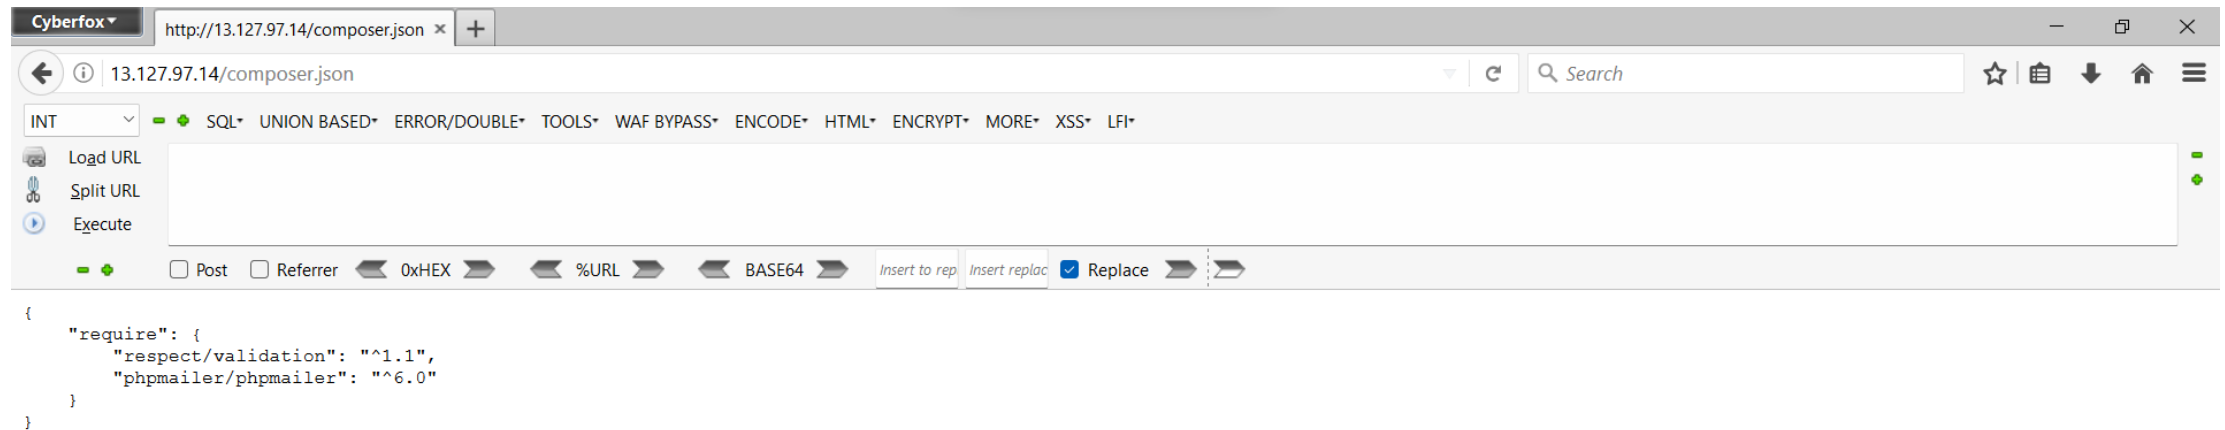 Cyberfox
http://13.127.97.14/composer.json
13.127.97.14/composer.json
Search
INT SQL UNION BASED ERROR/DOUBLE TOOLS WAF BYPASS ENCODE HTML ENCRYPT MORE XSS LFI
Load URL
Split URL
Execute
Post Referrer 0xHEX %URL BASE64 Insert to rep Insert replac Replace
{
    "require": {
        "respect/validation": "^1.1",
        "phpmailer/phpmailer": "^6.0"
    }
}